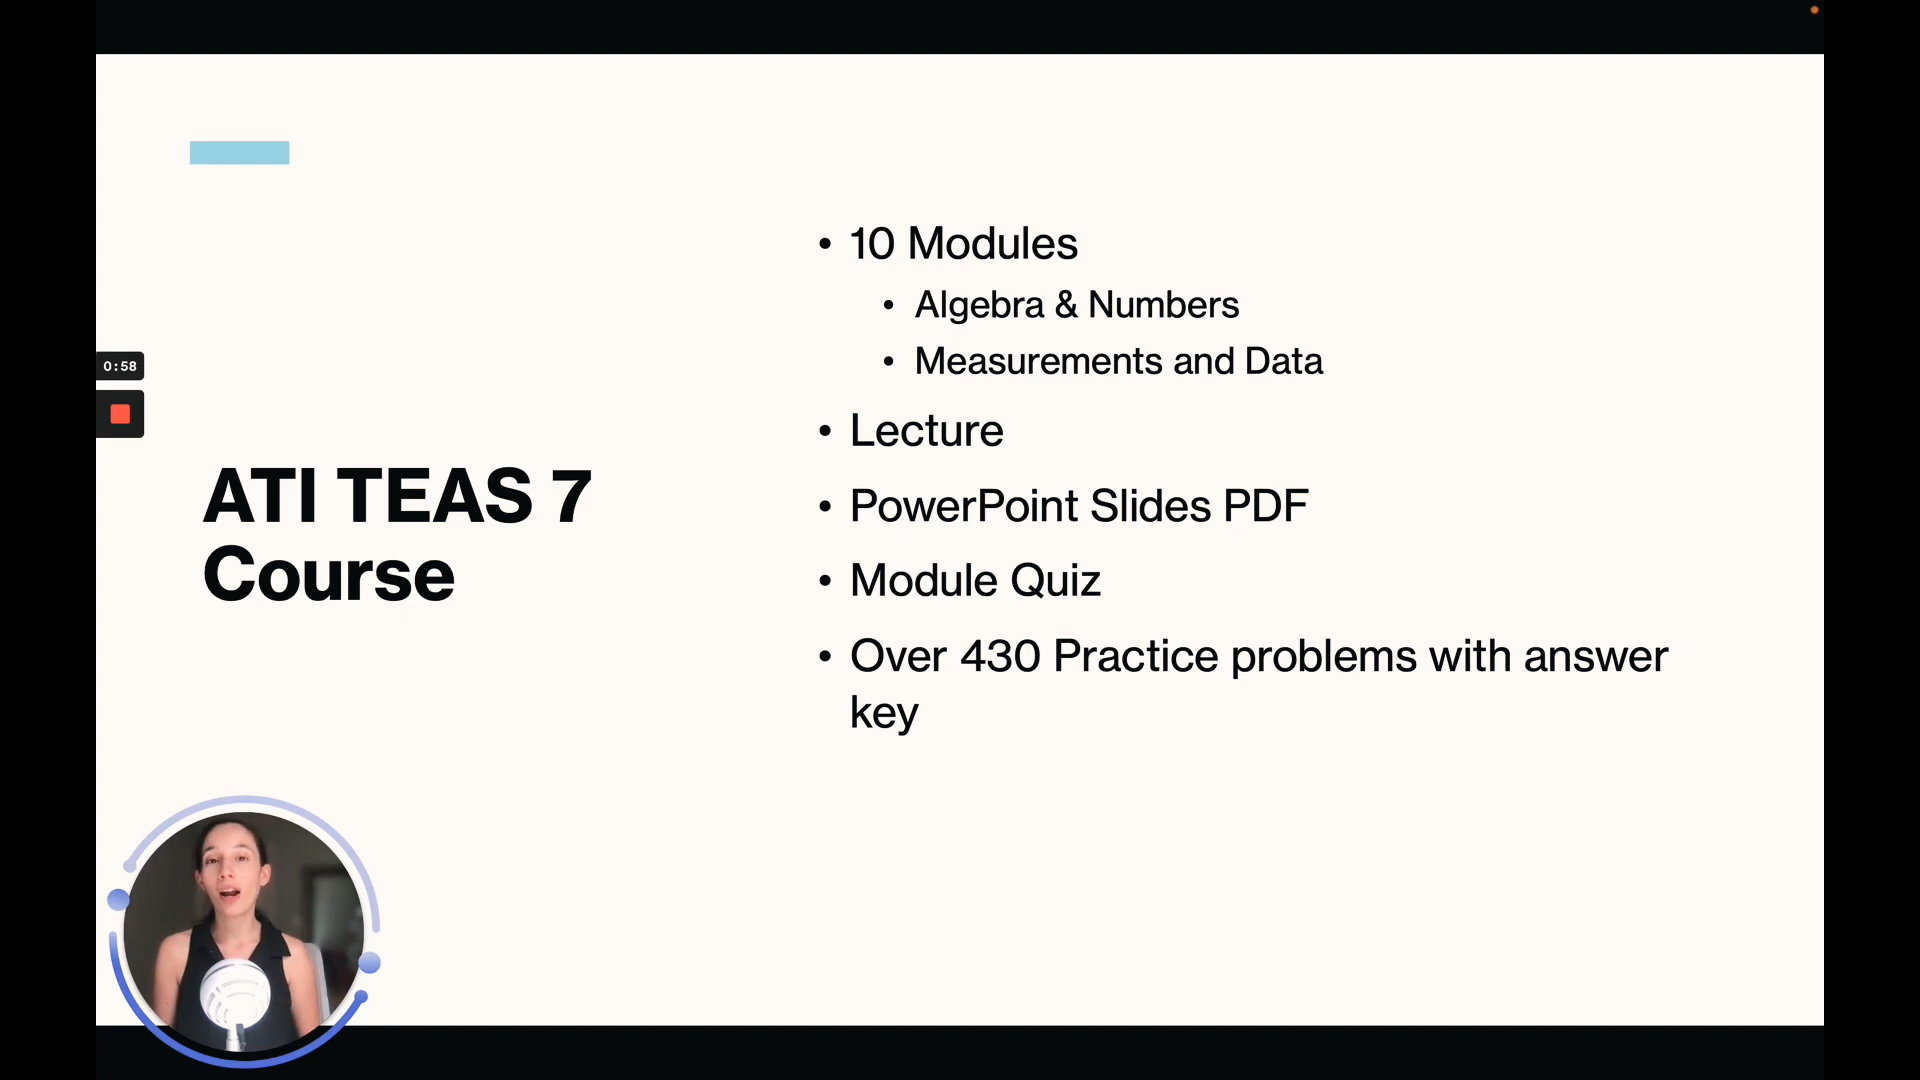 0:58
ATI TEAS 7
Course
• 10 Modules
• Algebra & Numbers
• Measurements and Data
• Lecture
• PowerPoint Slides PDF
• Module Quiz
• Over 430 Practice problems with answer
key